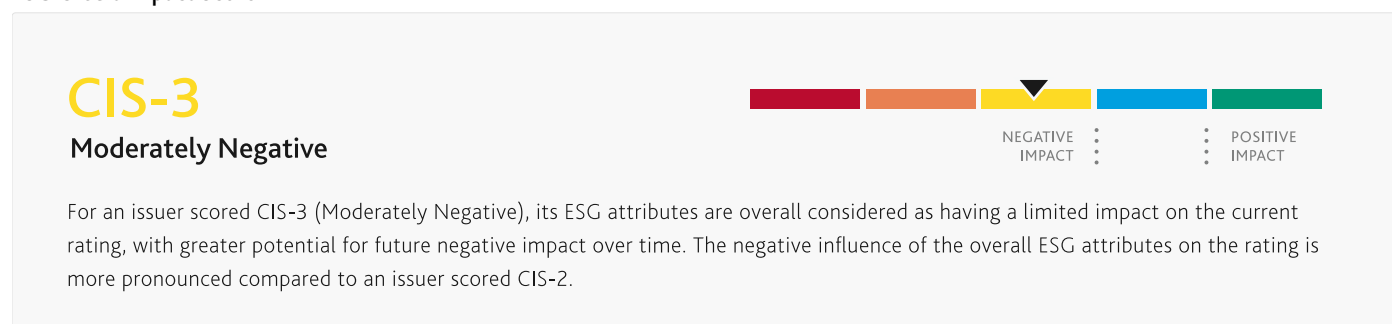 CIS-3
Moderately Negative
NEGATIVE
IMPACT
POSITIVE
IMPACT
For an issuer scored CIS-3 (Moderately Negative), its ESG attributes are overall considered as having a limited impact on the current
rating, with greater potential for future negative impact over time. The negative influence of the overall ESG attributes on the rating is
more pronounced compared to an issuer scored CIS-2.